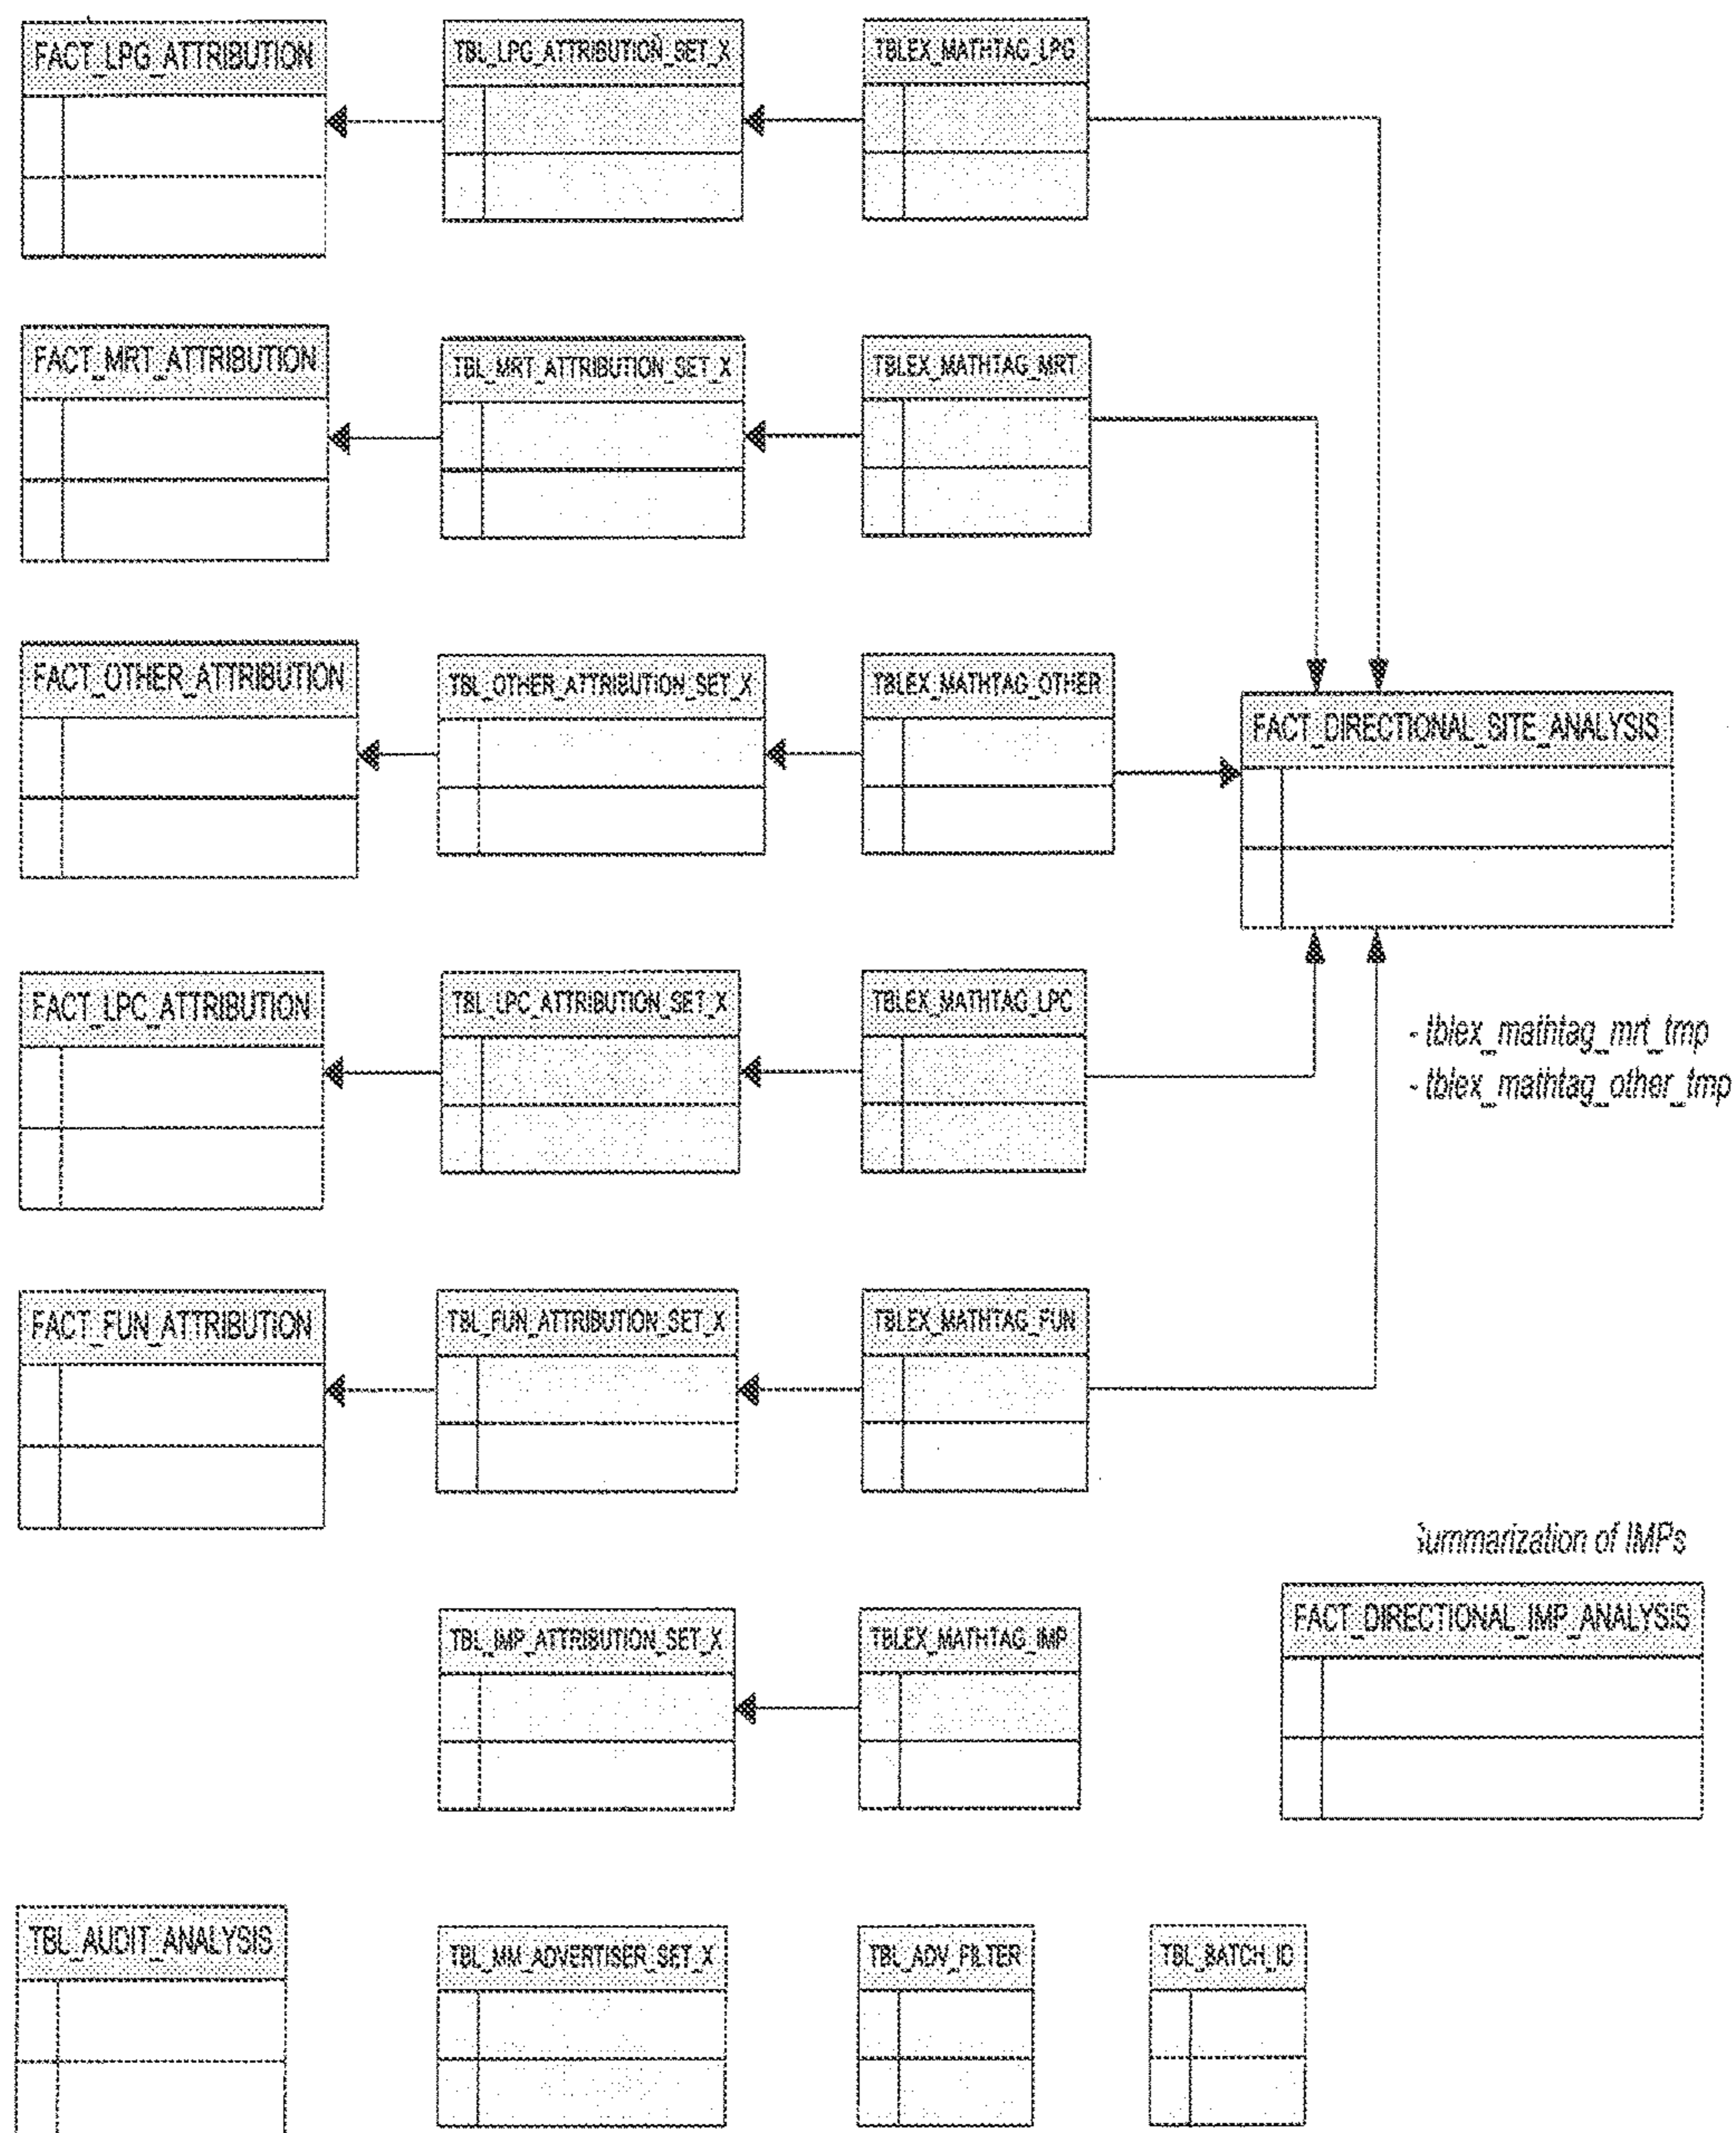 FACT_LPG_ATTRIBUTION
TBL_LPG_ATTRIBUTION_SET_X
TBLEX_MATHTAG_LPG
FACT_MRT_ATTRIBUTION
TBL_MRT_ATTRIBUTION_SET_X
TBLEX_MATHTAG_MRT
FACT_OTHER_ATTRIBUTION
TBL_OTHER_ATTRIBUTION_SET_X
TBLEX_MATHTAG_OTHER
FACT_DIRECTIONAL_SITE_ANALYSIS
FACT_LPC_ATTRIBUTION
TBL_LPC_ATTRIBUTION_SET_X
TBLEX_MATHTAG_LPC
- tblex_mathtag_mrt_tmp
- tblex_mathtag_other_tmp
FACT_FUN_ATTRIBUTION
TBL_FUN_ATTRIBUTION_SET_X
TBLEX_MATHTAG_FUN
Summarization of IMPs
TBL_IMP_ATTRIBUTION_SET_X
TBLEX_MATHTAG_IMP
FACT_DIRECTIONAL_IMP_ANALYSIS
TBL_AUDIT_ANALYSIS
TBL_MM_ADVERTISER_SET_X
TBL_ADV_FILTER
TBL_BATCH_ID